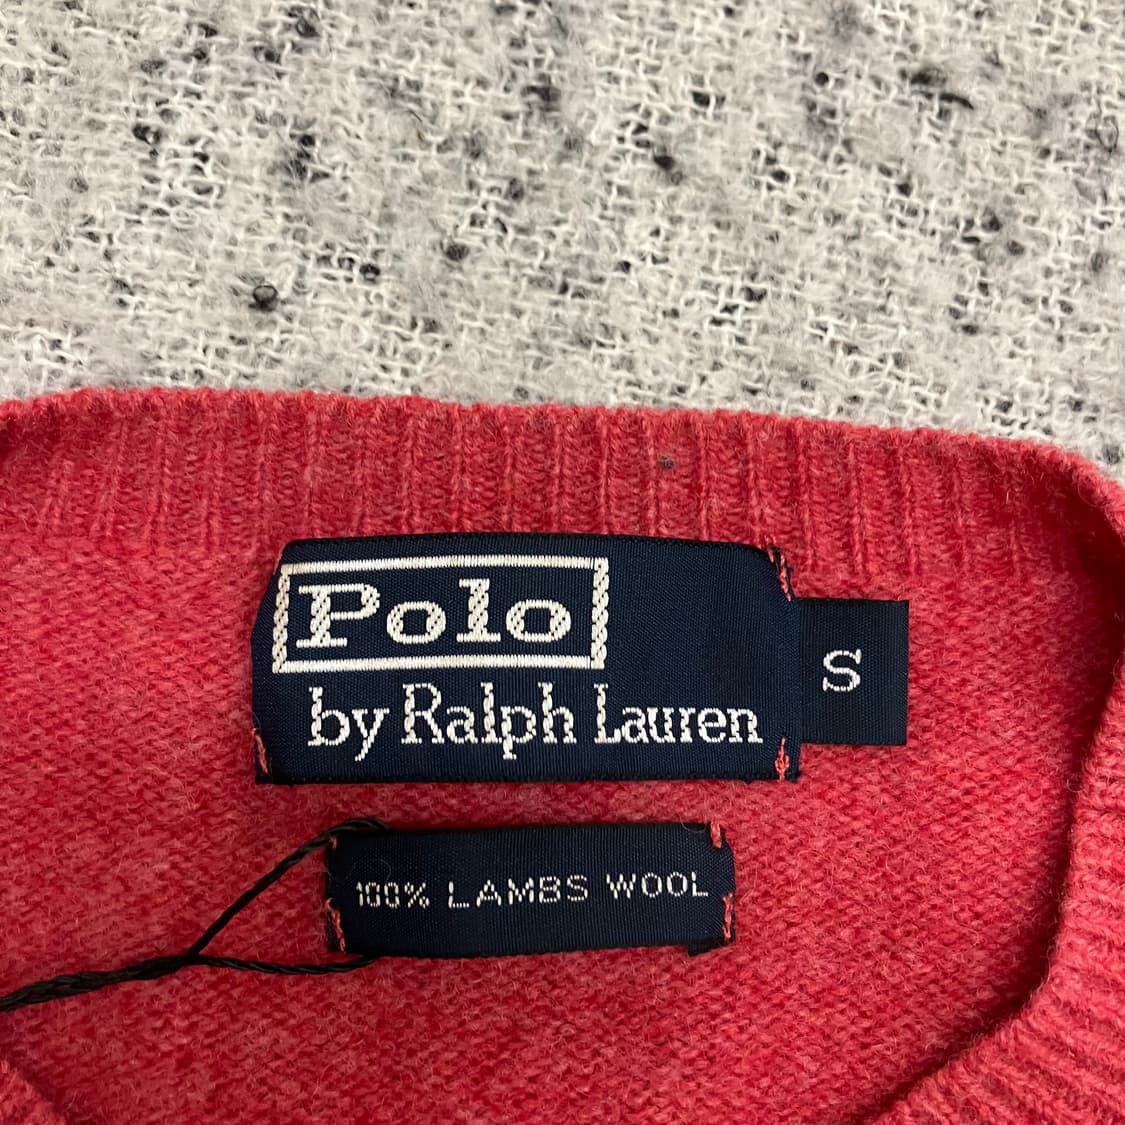 Polo
by Ralph Lauren
S
100% LAMBS WOOL